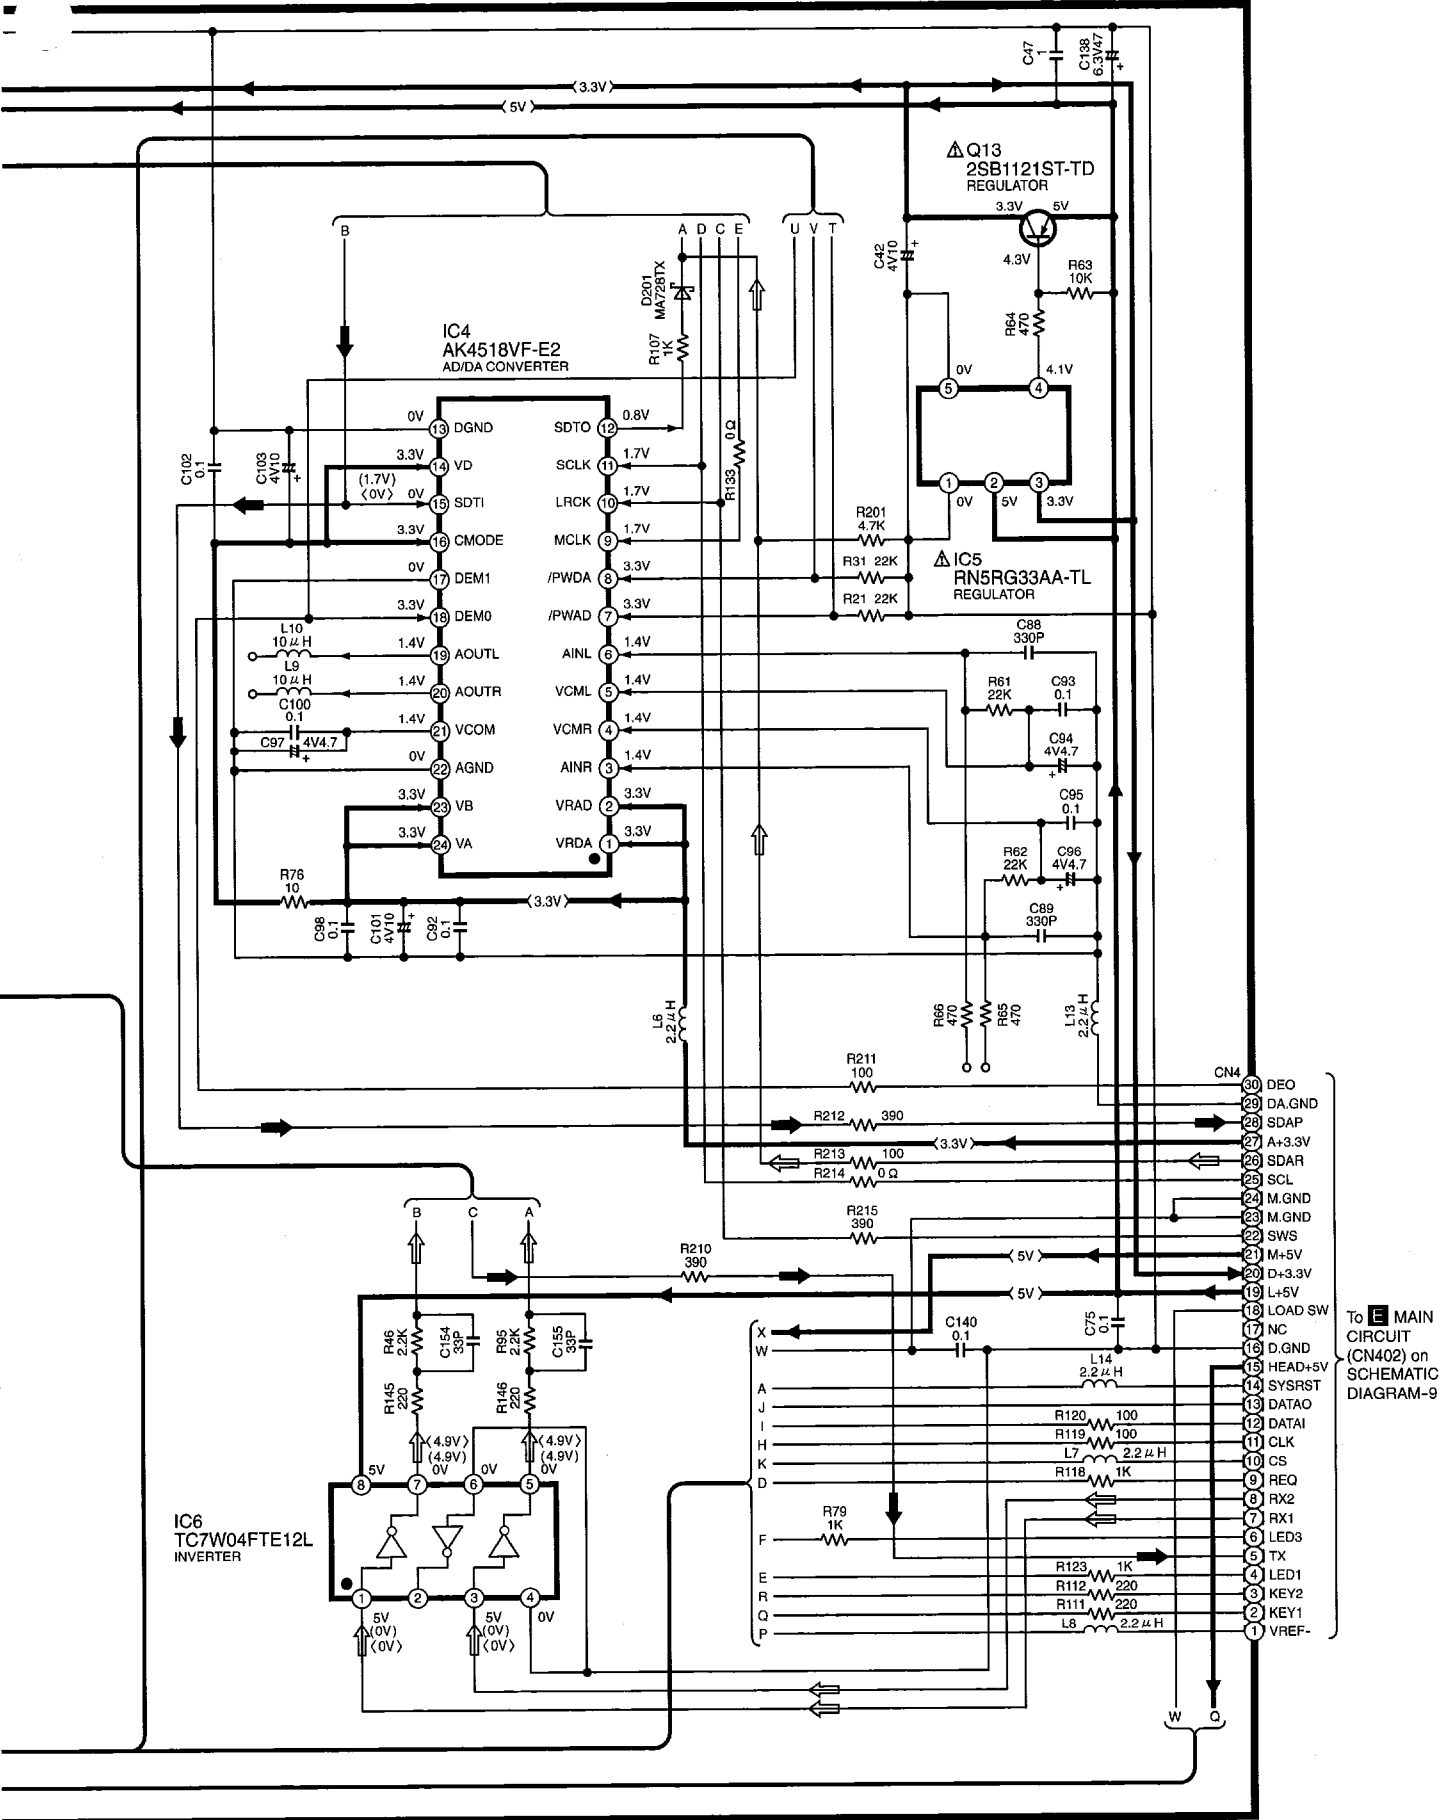 C47
1
C138
6.3V47
+
(3.3V)
(5V)
Q13
2SB1121ST-TD
REGULATOR
3.3V 5V
4.3V
C42
4V10
+
R63
10K
R64
470
B
A D C E
U V T
D201
MA728TX
R107
1K
IC4
AK4518VF-E2
AD/DA CONVERTER
5 0V
4 4.1V
1 0V
2 5V
3 3.3V
IC5
RN5RG33AA-TL
REGULATOR
0V 13 DGND
3.3V 14 VD
(1.7V)
〈0V〉 0V 15 SDTI
3.3V 16 CMODE
0V 17 DEM1
3.3V 18 DEM0
1.4V 19 AOUTL
1.4V 20 AOUTR
1.4V 21 VCOM
0V 22 AGND
3.3V 23 VB
3.3V 24 VA
SDTO 12 0.8V
SCLK 11 1.7V
LRCK 10 1.7V
MCLK 9 1.7V
/PWDA 8 3.3V
/PWAD 7 3.3V
AINL 6 1.4V
VCML 5 1.4V
VCMR 4 1.4V
AINR 3 1.4V
VRAD 2 3.3V
VRDA 1 3.3V
C102
0.1
C103
4V10
+
R133 0Ω
R201
4.7K
R31 22K
R21 22K
L10
10μH
L9
10μH
C100
0.1
C97 4V4.7
+
C88
330P
R61
22K
C93
0.1
C94
4V4.7
+
C95
0.1
R62
22K
C96
4V4.7
+
C89
330P
R76
10
(3.3V)
C98
0.1
C101
4V10
+
C92
0.1
L6
2.2μH
R66
470
R65
470
L13
2.2μH
R211
100
R212 390
(3.3V)
R213 100
R214 0Ω
R215
390
(5V)
(5V)
CN4
30 DEO
29 DA.GND
28 SDAP
27 A+3.3V
26 SDAR
25 SCL
24 M.GND
23 M.GND
22 SWS
21 M+5V
20 D+3.3V
19 L+5V
18 LOAD SW
17 NC
16 D.GND
15 HEAD+5V
14 SYSRST
13 DATAO
12 DATAI
11 CLK
10 CS
9 REQ
8 RX2
7 RX1
6 LED3
5 TX
4 LED1
3 KEY2
2 KEY1
1 VREF-
To E MAIN
CIRCUIT
(CN402) on
SCHEMATIC
DIAGRAM-9
B C A
R210
390
R46
2.2K
C154
33P
R95
2.2K
C155
33P
R145
220
R146
220
〈4.9V〉
(4.9V)
0V
〈4.9V〉
(4.9V)
0V
8 5V
7
6 0V
5
IC6
TC7W04FTE12L
INVERTER
1 2 3 4
5V
(0V)
〈0V〉
5V
(0V)
〈0V〉
0V
X
W
A
J
I
H
K
D
F
E
R
Q
P
C140
0.1
C75
0.1
L14
2.2μH
R120 100
R119 100
L7 2.2μH
R118 1K
R79
1K
R123 1K
R112 220
R111 220
L8 2.2μH
W Q